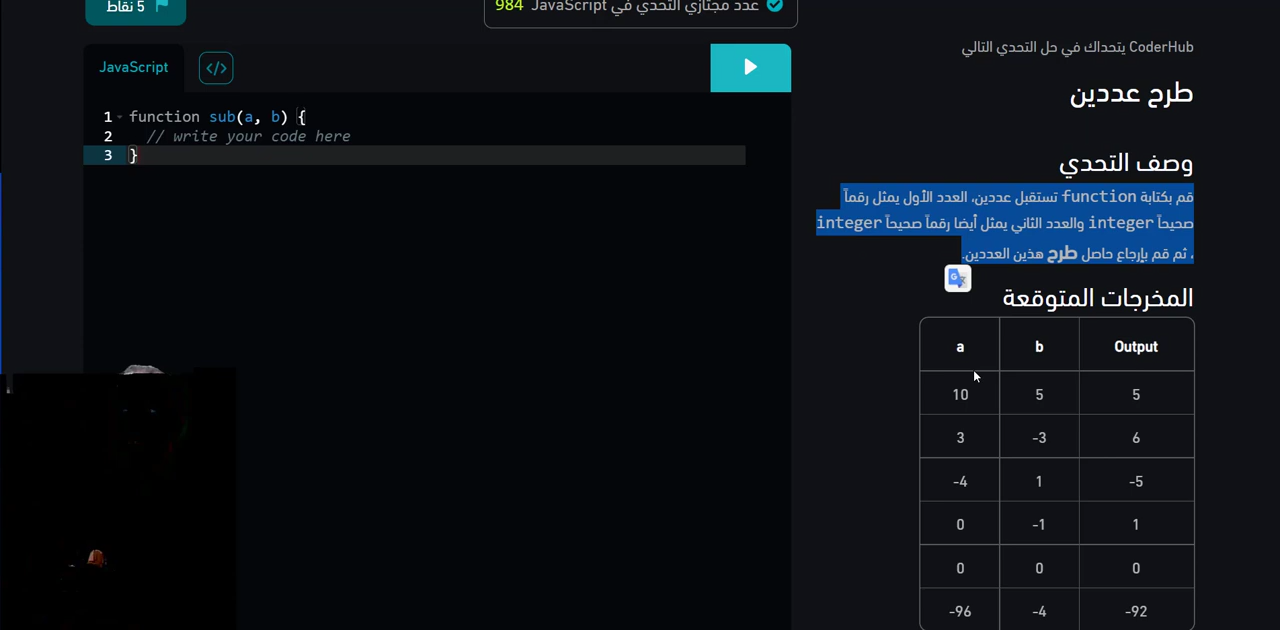 5 نقاط
عدد مجتازي التحدي في JavaScript 984
CoderHub يتحداك في حل التحدي التالي
طرح عددين
وصف التحدي
قم بكتابة function تستقبل عددين، العدد الأول يمثل رقماً
صحيحاً integer والعدد الثاني يمثل أيضا رقماً صحيحاً integer
، ثم قم بإرجاع حاصل طرح هذين العددين.
المخرجات المتوقعة
a b Output
10 5 5
3 -3 6
-4 1 -5
0 -1 1
0 0 0
-96 -4 -92
JavaScript </>
1 function sub(a, b) {
2 // write your code here
3 }